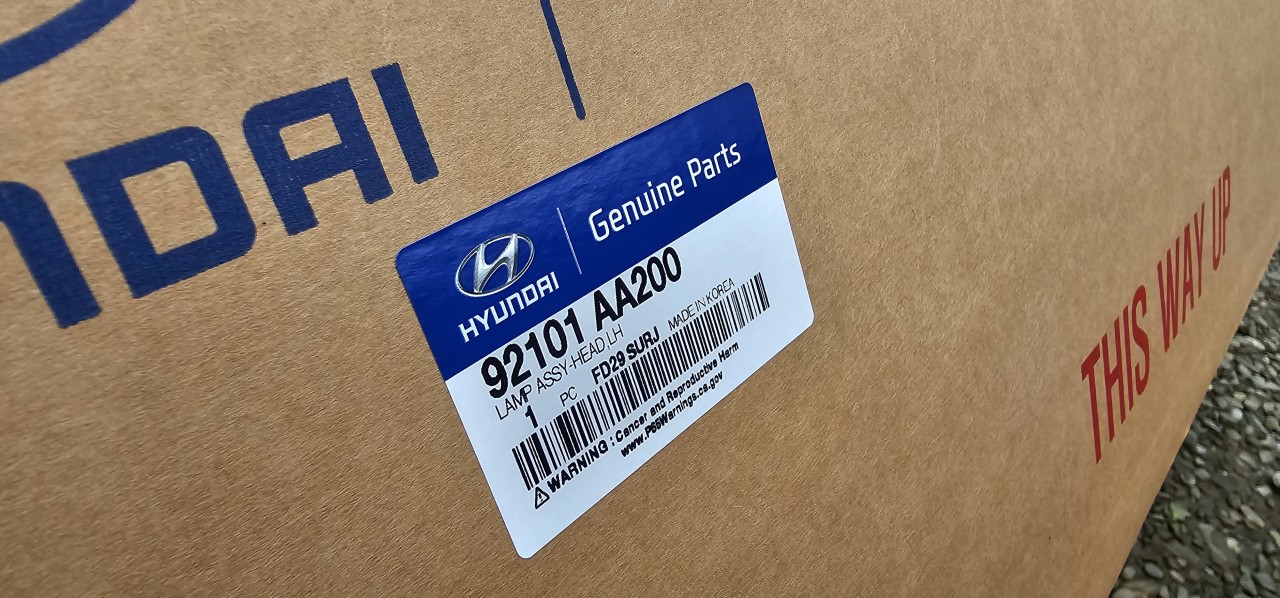 NDAI
HYUNDAI
Genuine Parts
92101 AA200
LAMP ASSY-HEAD,LH
1 PC FD29 SURJ MADE IN KOREA
WARNING : Cancer and Reproductive Harm
www.P65Warnings.ca.gov
THIS WAY UP